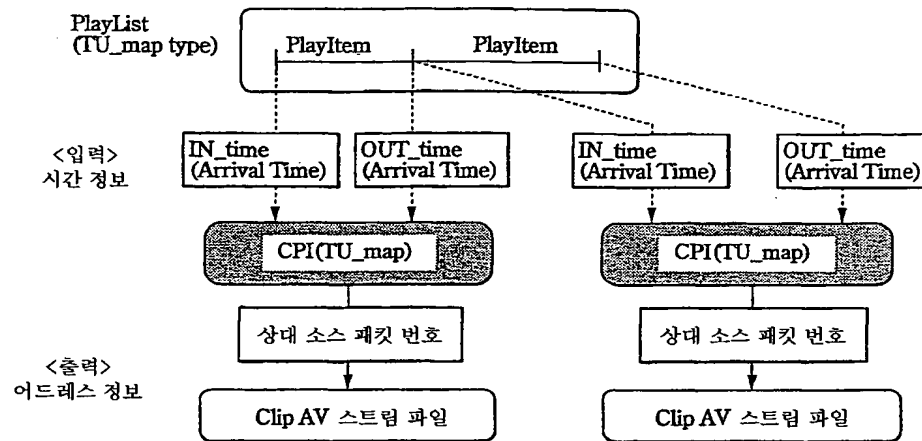 PlayList
(TU_map type)
PlayItem
PlayItem
<입력>
시간 정보
IN_time
(Arrival Time)
OUT_time
(Arrival Time)
IN_time
(Arrival Time)
OUT_time
(Arrival Time)
CPI(TU_map)
CPI(TU_map)
상대 소스 패킷 번호
상대 소스 패킷 번호
<출력>
어드레스 정보
Clip AV 스트림 파일
Clip AV 스트림 파일